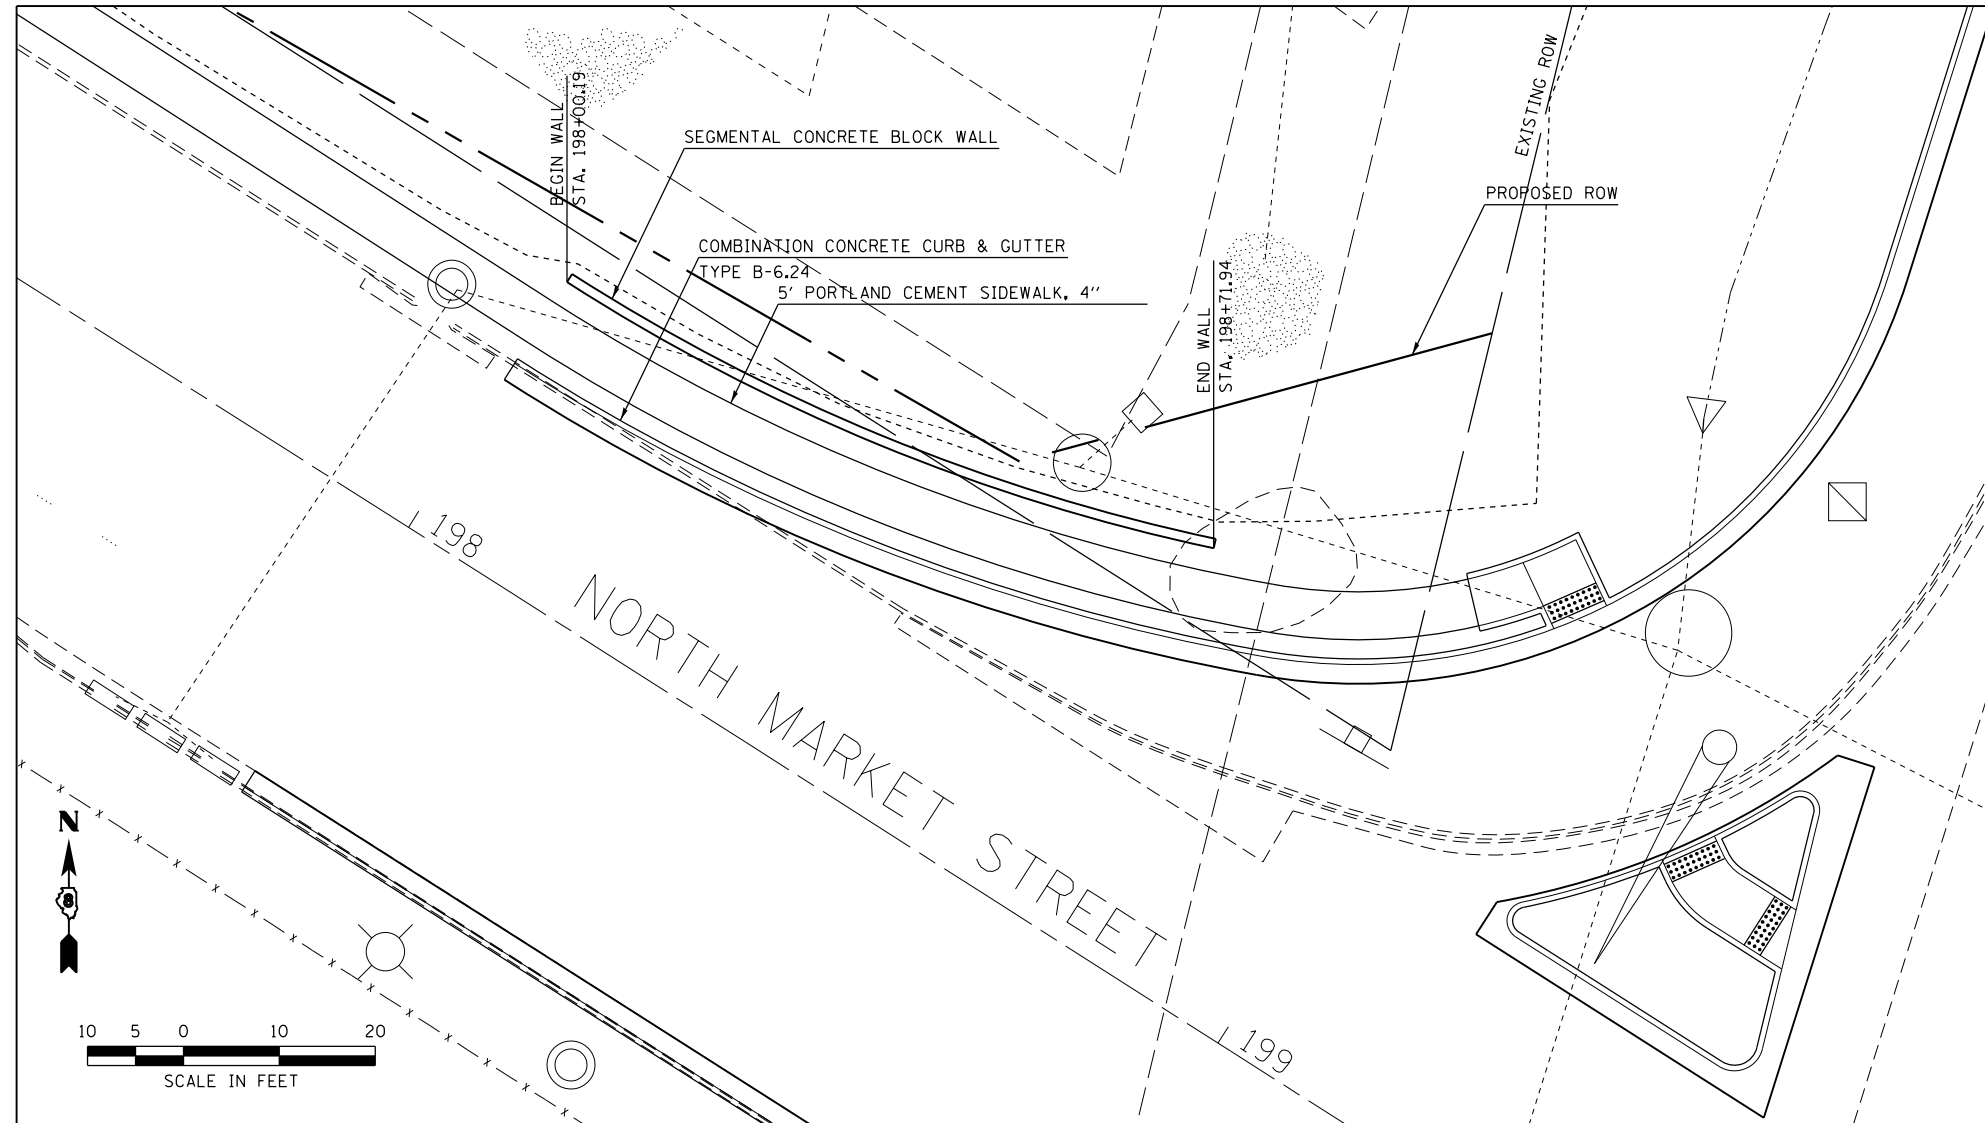 BEGIN WALL
STA. 198+00.19
SEGMENTAL CONCRETE BLOCK WALL
EXISTING ROW
PROPOSED ROW
COMBINATION CONCRETE CURB & GUTTER
TYPE B-6.24
5' PORTLAND CEMENT SIDEWALK, 4''
END WALL
STA. 198+71.94
198
NORTH MARKET STREET
199
N
8
10 5 0 10 20
SCALE IN FEET